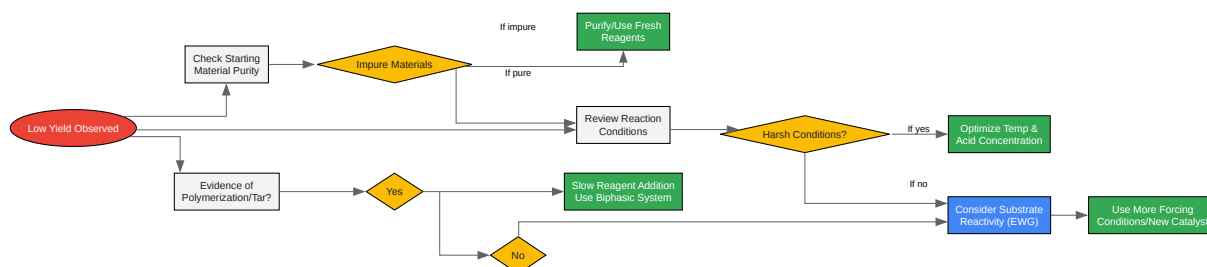 If impure
Purify/Use Fresh
Reagents
Check Starting
Material Purity
Impure Materials
If pure
Low Yield Observed
Review Reaction
Conditions
Harsh Conditions?
If yes
Optimize Temp &
Acid Concentration
Evidence of
Polymerization/Tar?
Yes
Slow Reagent Addition
Use Biphasic System
If no
Consider Substrate
Reactivity (EWG)
Use More Forcing
Conditions/New Catalyst
No